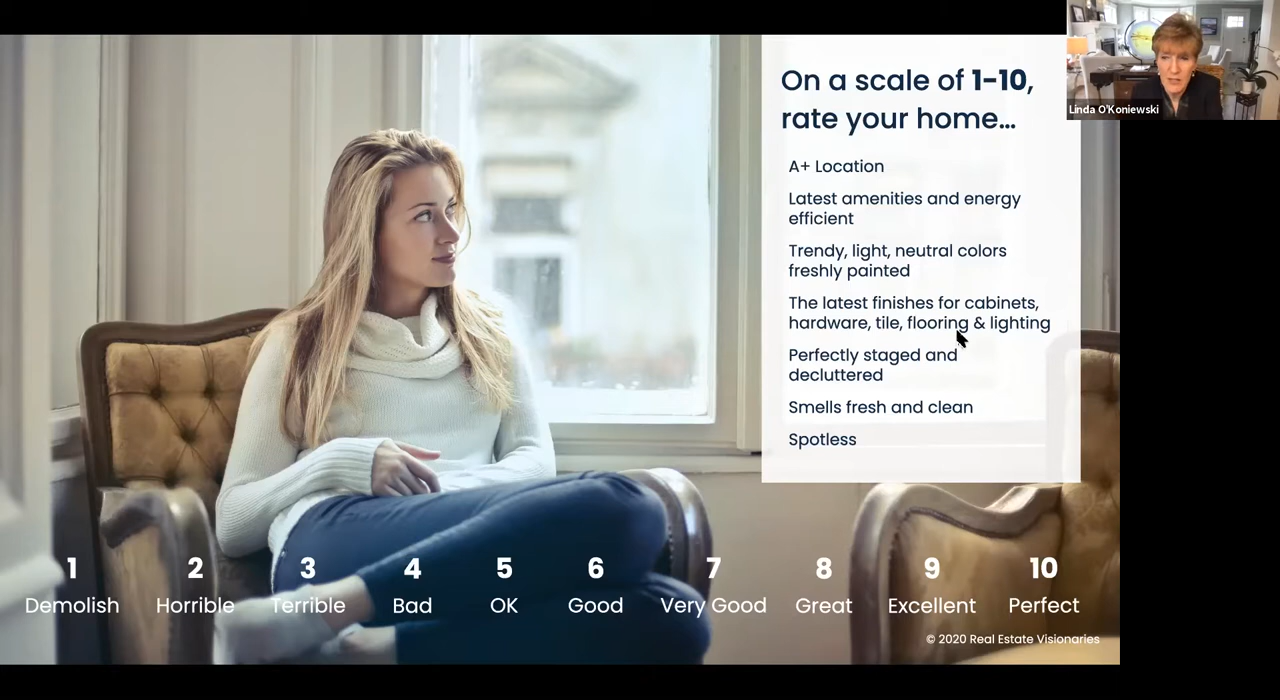 On a scale of 1-10,
rate your home...
A+ Location
Latest amenities and energy
efficient
Trendy, light, neutral colors
freshly painted
The latest finishes for cabinets,
hardware, tile, flooring & lighting
Perfectly staged and
decluttered
Smells fresh and clean
Spotless
Linda O'Koniewski
1 2 3 4 5 6 7 8 9 10
Demolish Horrible Terrible Bad OK Good Very Good Great Excellent Perfect
© 2020 Real Estate Visionaries